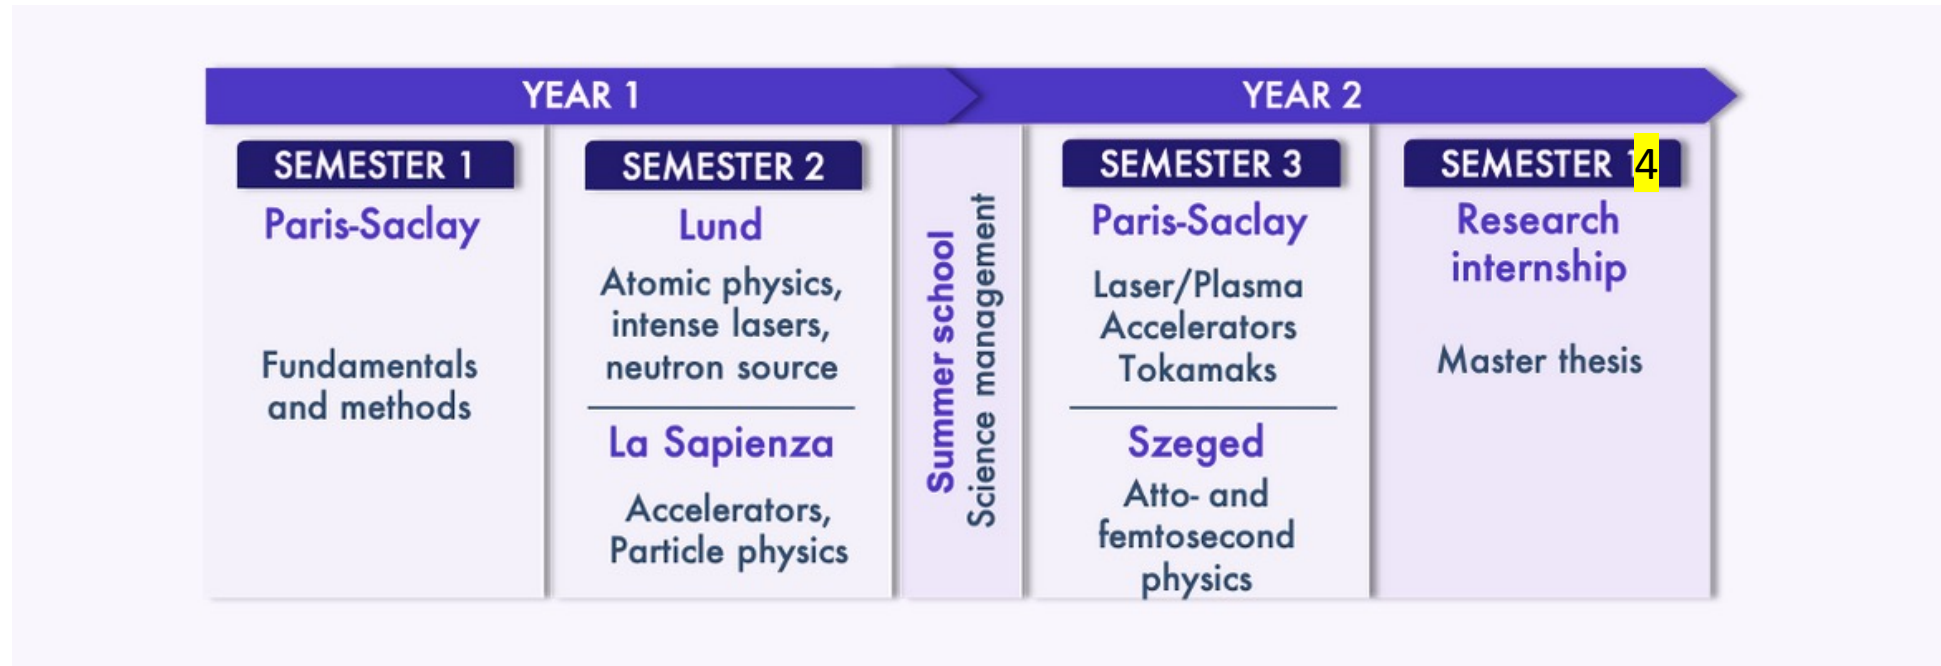 YEAR 1
YEAR 2
SEMESTER 1
Paris-Saclay
Fundamentals
and methods
SEMESTER 2
Lund
Atomic physics,
intense lasers,
neutron source
La Sapienza
Accelerators,
Particle physics
Summer school
Science management
SEMESTER 3
Paris-Saclay
Laser/Plasma
Accelerators
Tokamaks
Szeged
Atto- and
femtosecond
physics
SEMESTER 4
Research
internship
Master thesis